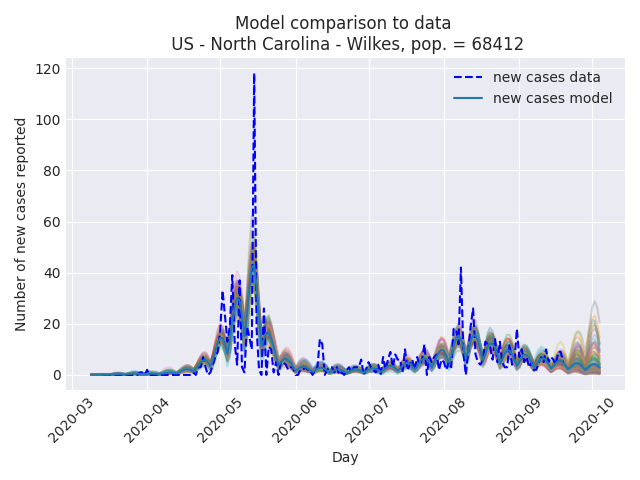 Model comparison to data
US - North Carolina - Wilkes, pop. = 68412
new cases data
new cases model
Number of new cases reported
120
100
80
60
40
20
0
2020-03
2020-04
2020-05
2020-06
2020-07
2020-08
2020-09
2020-10
Day